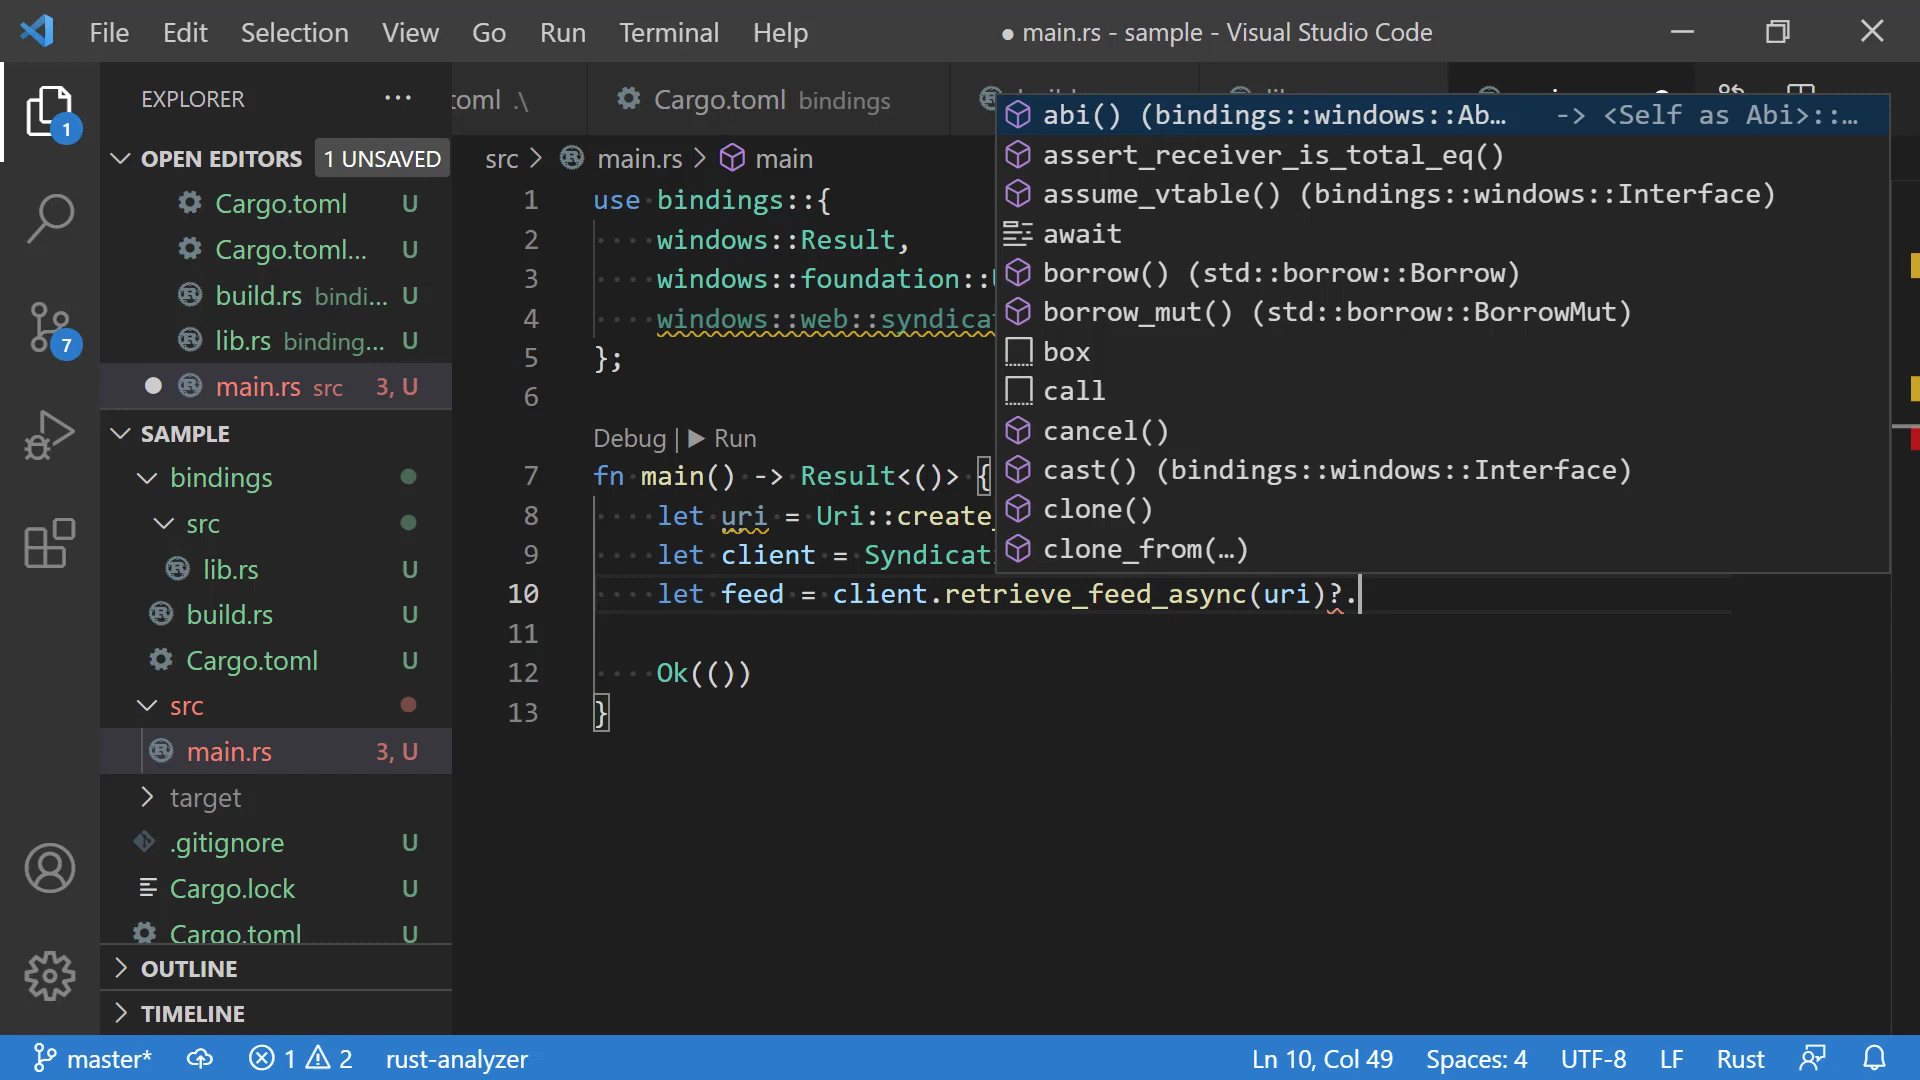 File Edit Selection View Go Run Terminal Help
● main.rs - sample - Visual Studio Code
EXPLORER ···
1
OPEN EDITORS 1 UNSAVED
Cargo.toml U
Cargo.toml... U
build.rs bindi... U
lib.rs binding... U
● main.rs src 3, U
7
SAMPLE
bindings
src
lib.rs U
build.rs U
Cargo.toml U
src
main.rs 3, U
target
.gitignore U
Cargo.lock U
Cargo.toml U
OUTLINE
TIMELINE
toml .\ Cargo.toml bindings
src > main.rs > main
1 use bindings::{
2 windows::Result,
3 windows::foundation::
4 windows::web::syndica
5 };
6
Debug | ▶ Run
7 fn main() -> Result<()> {
8 let uri = Uri::create_
9 let client = Syndicat
10 let feed = client.retrieve_feed_async(uri)?.
11
12 Ok(())
13 }
abi() (bindings::windows::Ab… -> <Self as Abi>::…
assert_receiver_is_total_eq()
assume_vtable() (bindings::windows::Interface)
await
borrow() (std::borrow::Borrow)
borrow_mut() (std::borrow::BorrowMut)
box
call
cancel()
cast() (bindings::windows::Interface)
clone()
clone_from(…)
master* 1 2 rust-analyzer Ln 10, Col 49 Spaces: 4 UTF-8 LF Rust